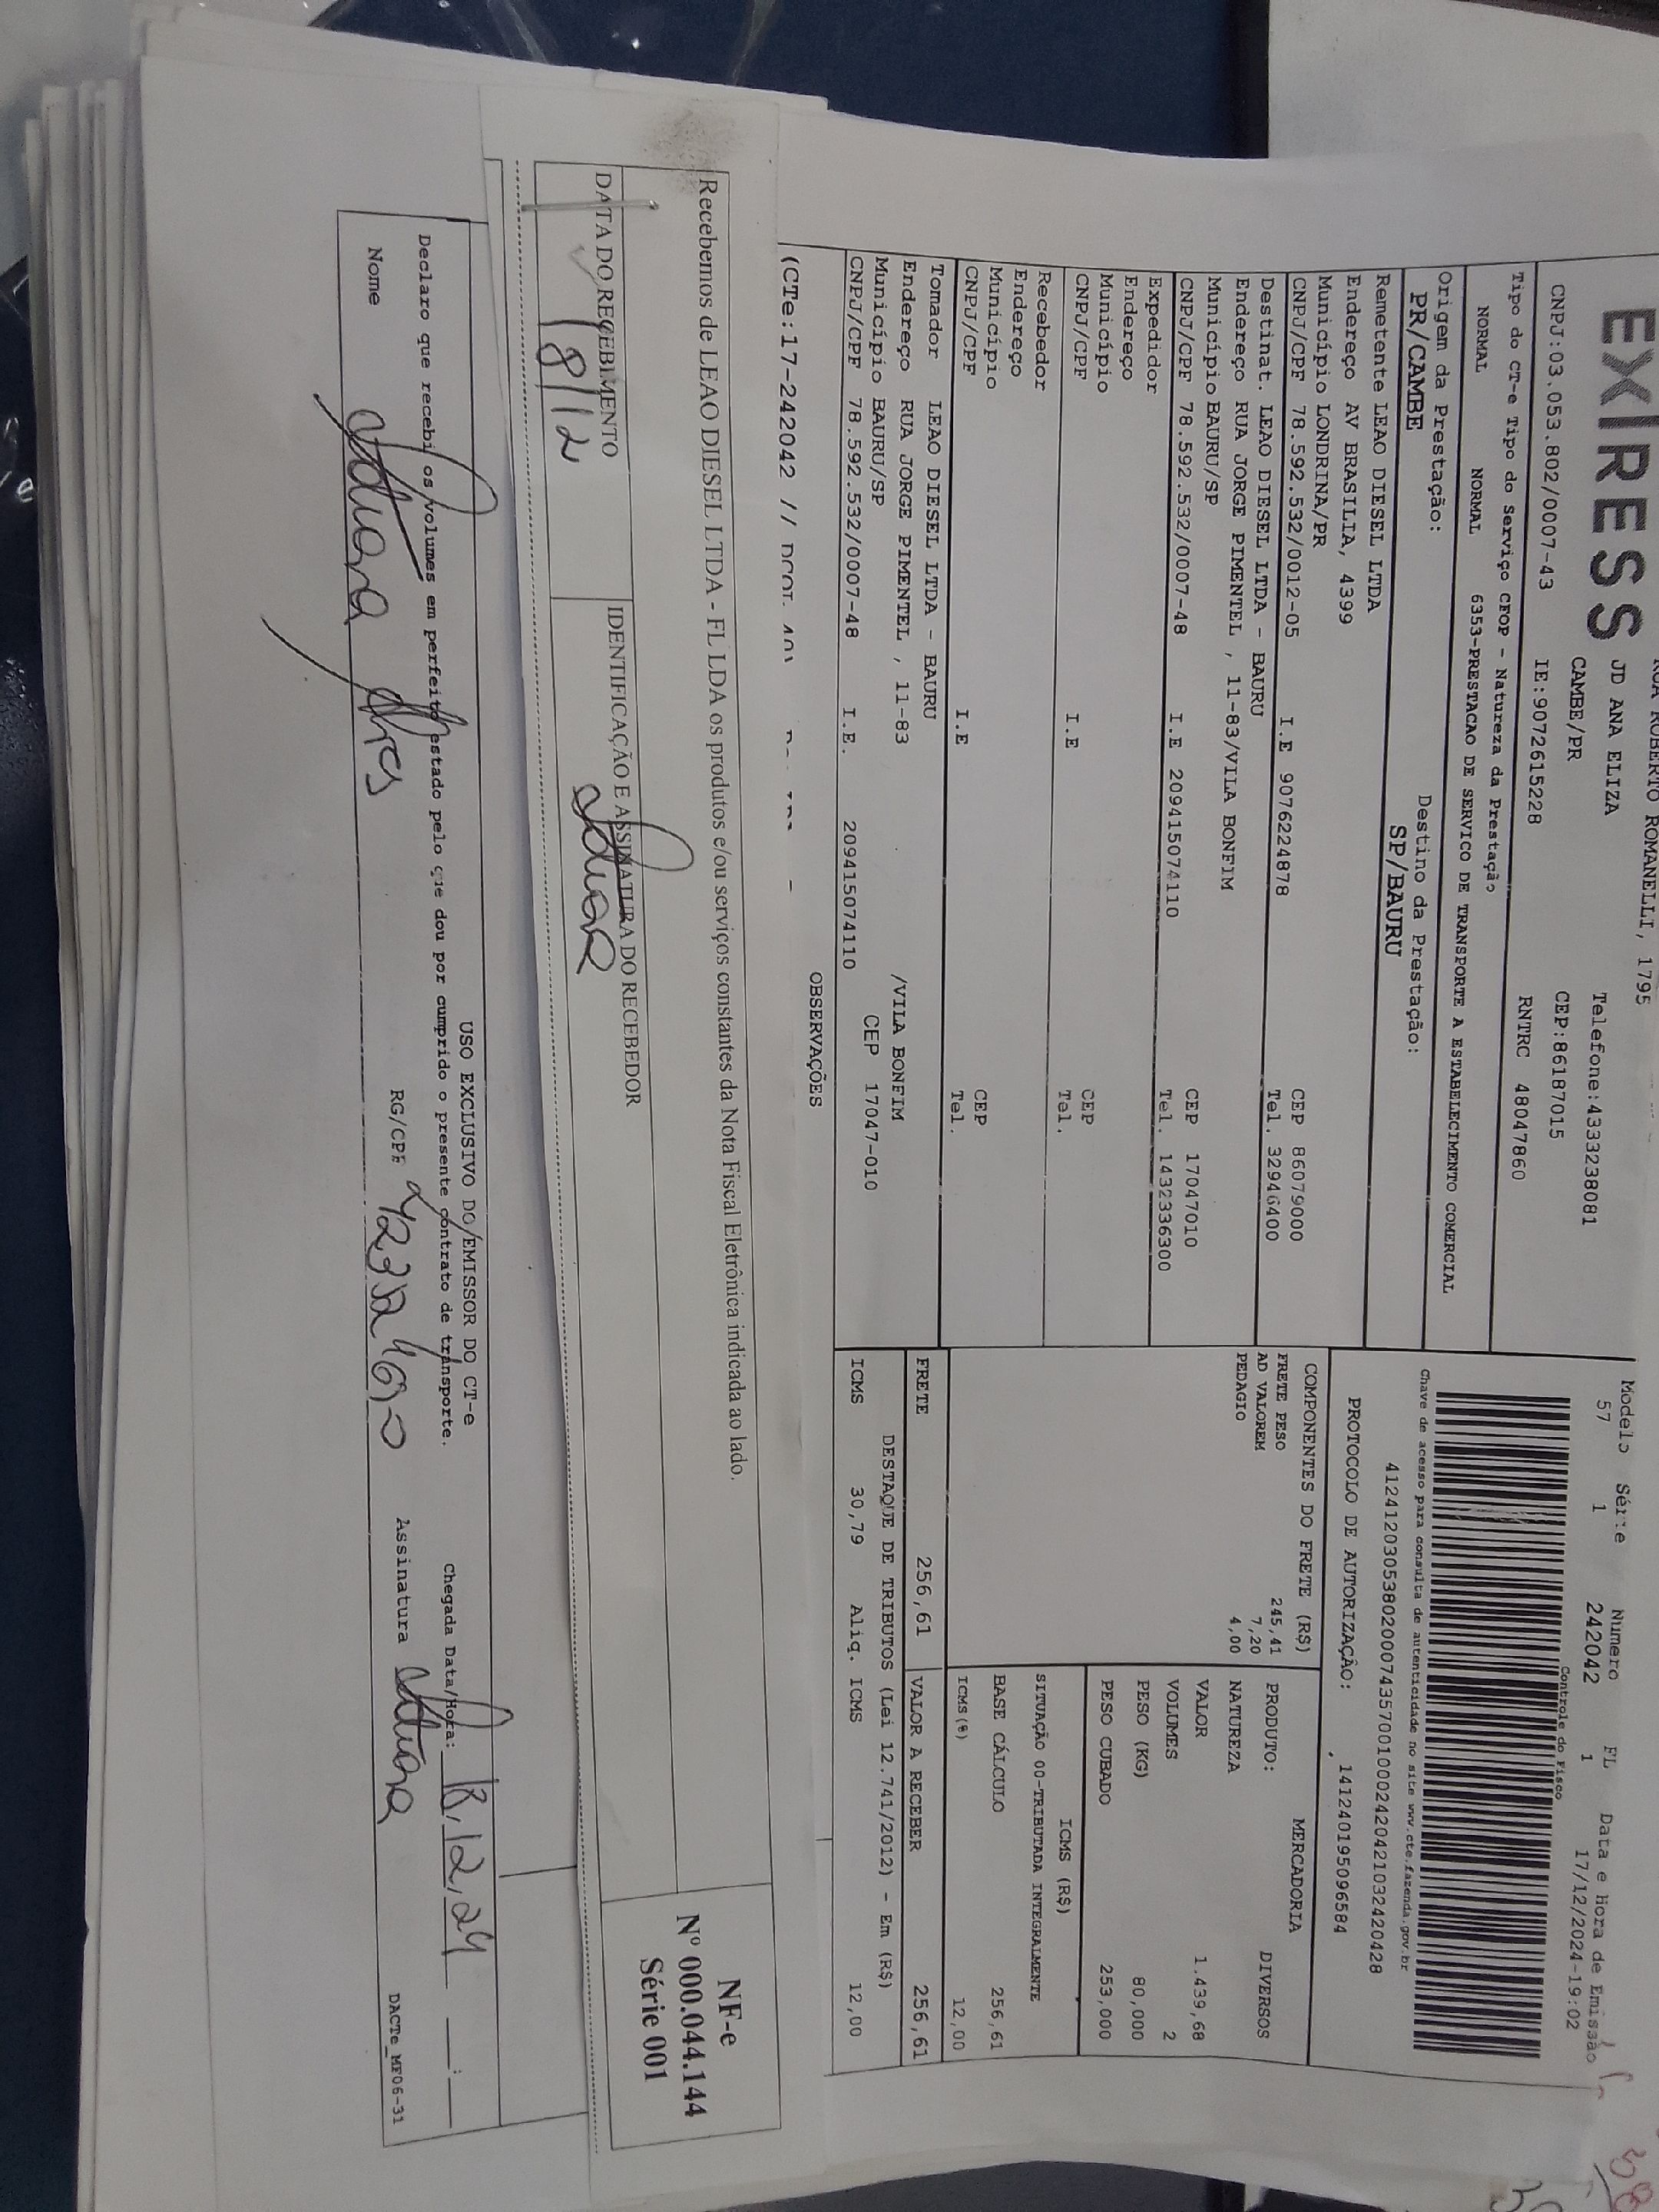 EXPRESS
ROBERTO ROMANELLI, 1795
JD ANA ELIZA Telefone:4333238081
CAMBE/PR CEP:86187015
CNPJ:03.053.802/0007-43 IE:9072615228 RNTRC 48047860
Modelo Série Numero FL Data e Hora de Emissão
57 1 242042 1 17/12/2024-19:02
Controle do Fisco
Tipo do CT-e Tipo do Serviço CFOP - Natureza da Prestação
NORMAL NORMAL 6353-PRESTACAO DE SERVICO DE TRANSPORTE A ESTABELECIMENTO COMERCIAL
Chave de acesso para consulta de autenticidade no site www.cte.fazenda.gov.br
41241203053802000743570010002420421032420428
Origem da Prestação: Destino da Prestação:
PR/CAMBE SP/BAURU
PROTOCOLO DE AUTORIZAÇÃO: , 141240195096584
Remetente LEAO DIESEL LTDA
Endereço AV BRASILIA, 4399
Município LONDRINA/PR CEP 86079000
CNPJ/CPF 78.592.532/0012-05 I.E 9076224878 Tel. 32946400
Destinat. LEAO DIESEL LTDA - BAURU
Endereço RUA JORGE PIMENTEL , 11-83/VILA BONFIM
Município BAURU/SP CEP 17047010
CNPJ/CPF 78.592.532/0007-48 I.E 209415074110 Tel. 1432336300
Expedidor
Endereço
Município CEP
CNPJ/CPF I.E Tel.
Recebedor
Endereço
Município CEP
CNPJ/CPF I.E Tel.
Tomador LEAO DIESEL LTDA - BAURU
Endereço RUA JORGE PIMENTEL , 11-83 /VILA BONFIM
Município BAURU/SP CEP 17047-010
CNPJ/CPF 78.592.532/0007-48 I.E. 209415074110
COMPONENTES DO FRETE (R$)
FRETE PESO 245,41
AD VALOREM 7,20
PEDAGIO 4,00
MERCADORIA
PRODUTO: DIVERSOS
NATUREZA
VALOR 1.439,68
VOLUMES 2
PESO (KG) 80,000
PESO CUBADO 253,000
ICMS (R$)
SITUAÇÃO 00-TRIBUTADA INTEGRALMENTE
BASE CÁLCULO 256,61
ICMS(%) 12,00
FRETE 256,61 VALOR A RECEBER 256,61
DESTAQUE DE TRIBUTOS (Lei 12.741/2012) - Em (R$)
ICMS 30,79 Aliq. ICMS 12,00
OBSERVAÇÕES
(CTe:17-242042 //
Recebemos de LEAO DIESEL LTDA - FL LDA os produtos e/ou serviços constantes da Nota Fiscal Eletrônica indicada ao lado.
NF-e
Nº 000.044.144
Série 001
DATA DO RECEBIMENTO IDENTIFICAÇÃO E ASSINATURA DO RECEBEDOR
18/12
USO EXCLUSIVO DO EMISSOR DO CT-e
Declaro que recebi os volumes em perfeito estado pelo que dou por cumprido o presente contrato de transporte. Chegada Data/Hora: 18,12,24 :
Nome RG/CPF Assinatura
DACTe_MF06-31